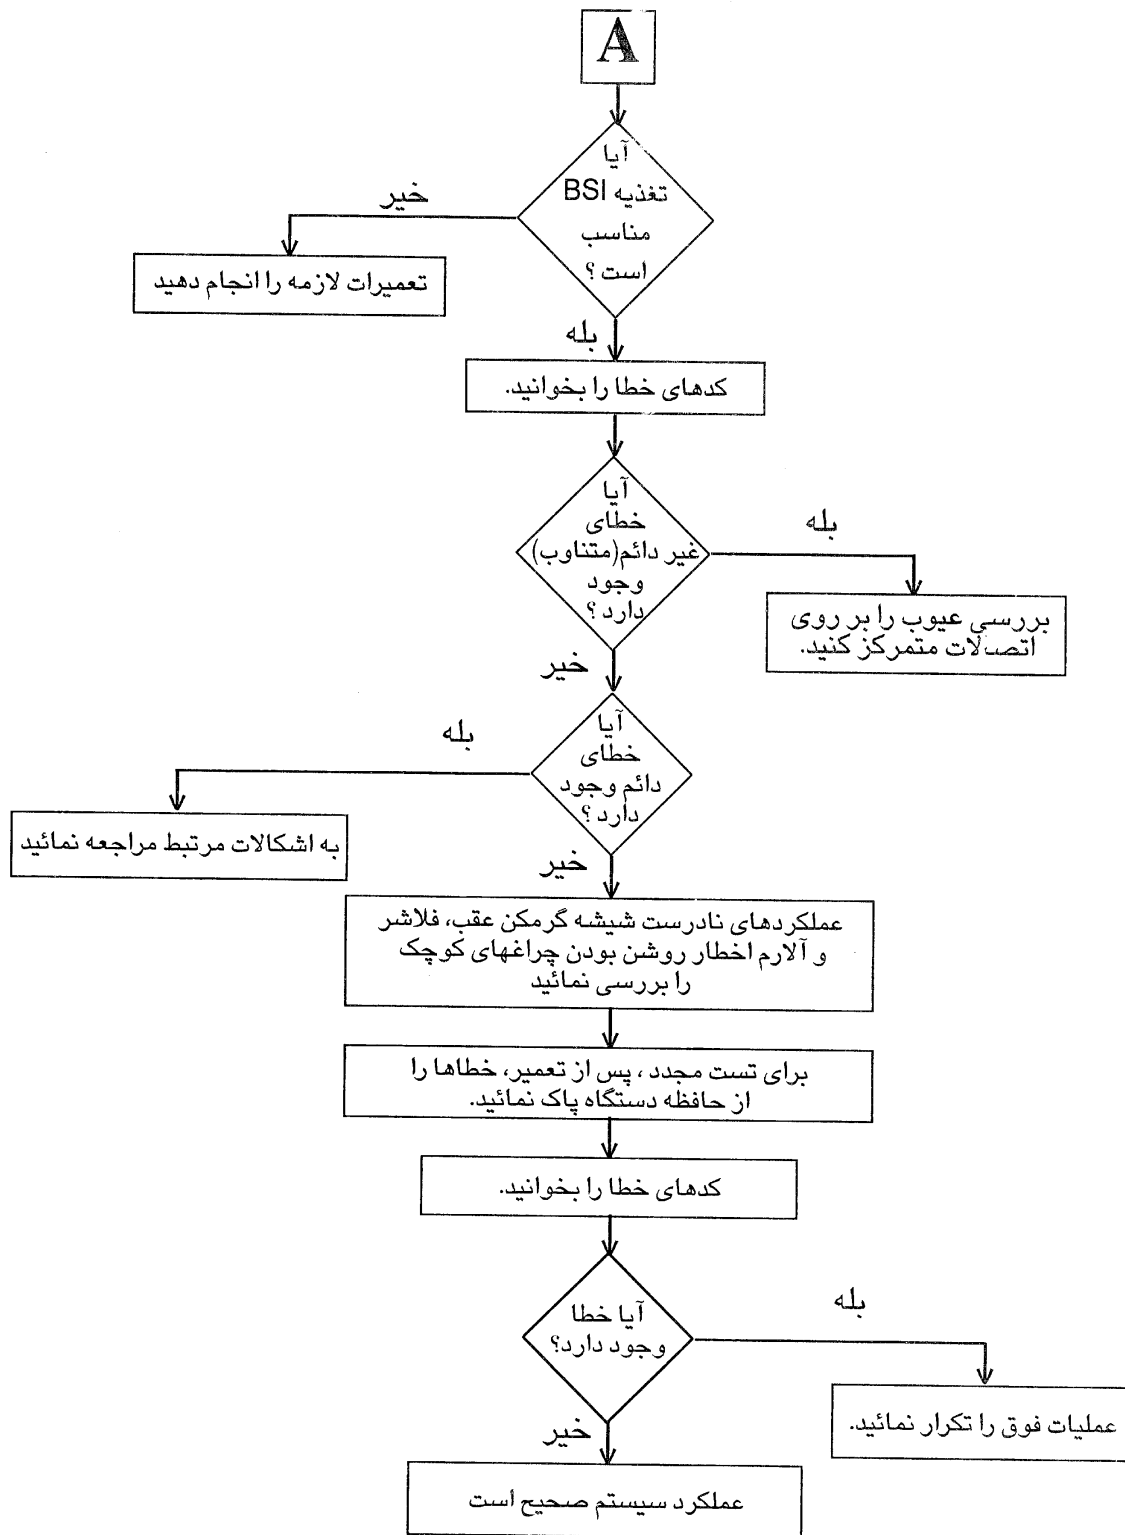 A
آیا
تغذیه BSI
مناسب
است؟
خیر
تعمیرات لازمه را انجام دهید
بله
کدهای خطا را بخوانید.
آیا
خطای
غیر دائم(متناوب)
وجود
دارد؟
بله
بررسی عیوب را بر روی
اتصالات متمرکز کنید.
خیر
آیا
خطای
دائم وجود
دارد؟
بله
به اشکالات مرتبط مراجعه نمائید
خیر
عملکردهای نادرست شیشه گرمکن عقب، فلاشر
و آلارم اخطار روشن بودن چراغهای کوچک
را بررسی نمائید
برای تست مجدد ، پس از تعمیر، خطاها را
از حافظه دستگاه پاک نمائید.
کدهای خطا را بخوانید.
آیا خطا
وجود دارد؟
بله
عملیات فوق را تکرار نمائید.
خیر
عملکرد سیستم صحیح است